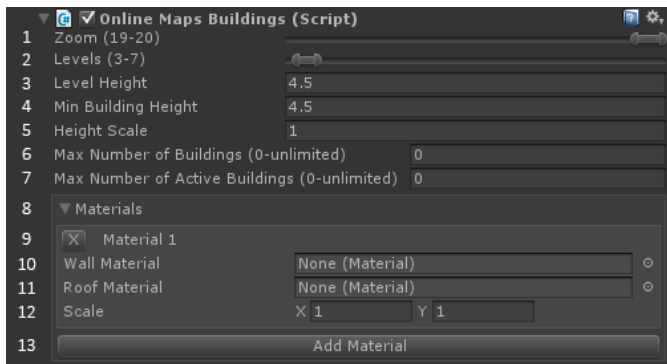 Online Maps Buildings (Script)
1 Zoom (19-20)
2 Levels (3-7)
3 Level Height 4.5
4 Min Building Height 4.5
5 Height Scale 1
6 Max Number of Buildings (0-unlimited) 0
7 Max Number of Active Buildings (0-unlimited) 0
8 Materials
9 X Material 1
10 Wall Material None (Material)
11 Roof Material None (Material)
12 Scale X 1 Y 1
13 Add Material